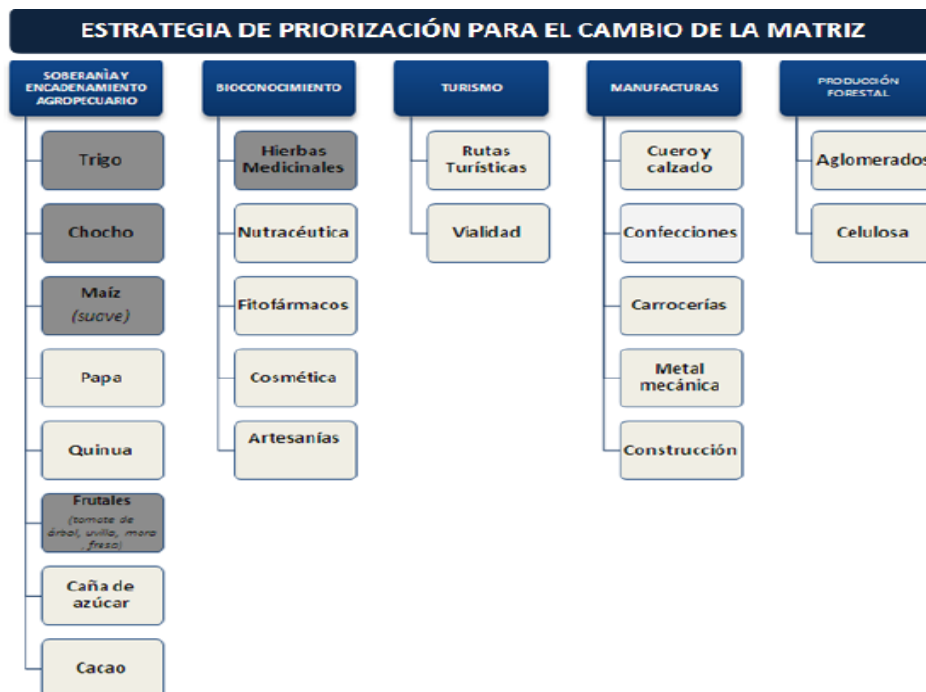 ESTRATEGIA DE PRIORIZACIÓN PARA EL CAMBIO DE LA MATRIZ
SOBERANÌA Y
ENCADENAMIENTO
AGROPECUARIO
Trigo
Chocho
Maíz
(suave)
Papa
Quinua
Frutales
(tomate de
árbol, uvilla, mora
, fresa)
Caña de
azúcar
Cacao
BIOCONOCIMIENTO
Hierbas
Medicinales
Nutracéutica
Fitofármacos
Cosmética
Artesanías
TURISMO
Rutas
Turísticas
Vialidad
MANUFACTURAS
Cuero y
calzado
Confecciones
Carrocerías
Metal
mecánica
Construcción
PRODUCCIÓN
FORESTAL
Aglomerados
Celulosa